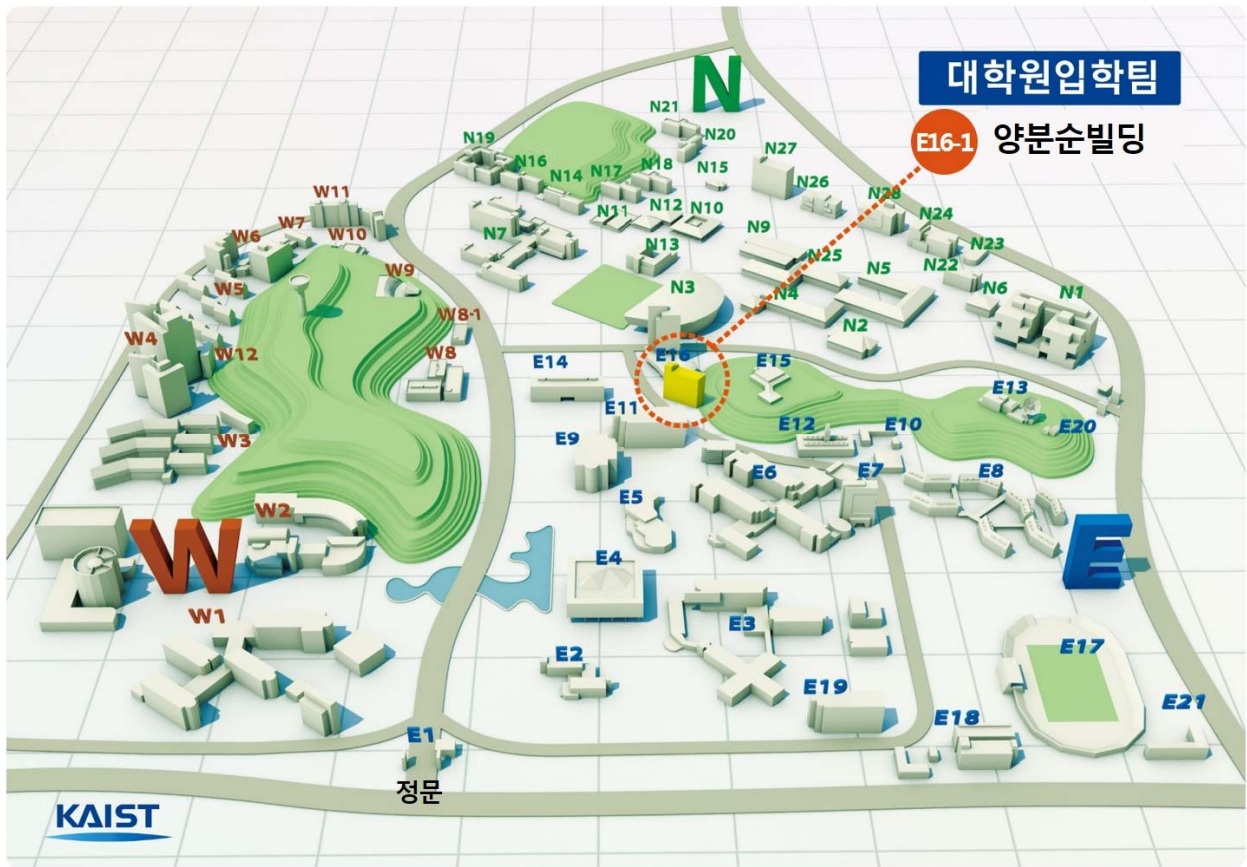 대학원입학팀
E16-1 양분순빌딩
N
N21
N20
N19
N16
N14
N17
N18
N15
N27
N26
N28
N24
N23
N22
N6
N1
N11
N12
N10
N7
N13
N9
N25
N5
N4
N3
N2
W11
W7
W6
W10
W5
W9
W8-1
W4
W12
W8
W3
W2
W
W1
E14
E16
E15
E13
E20
E11
E9
E12
E10
E6
E7
E8
E5
E4
E
E3
E2
E17
E19
E18
E21
E1
정문
KAIST